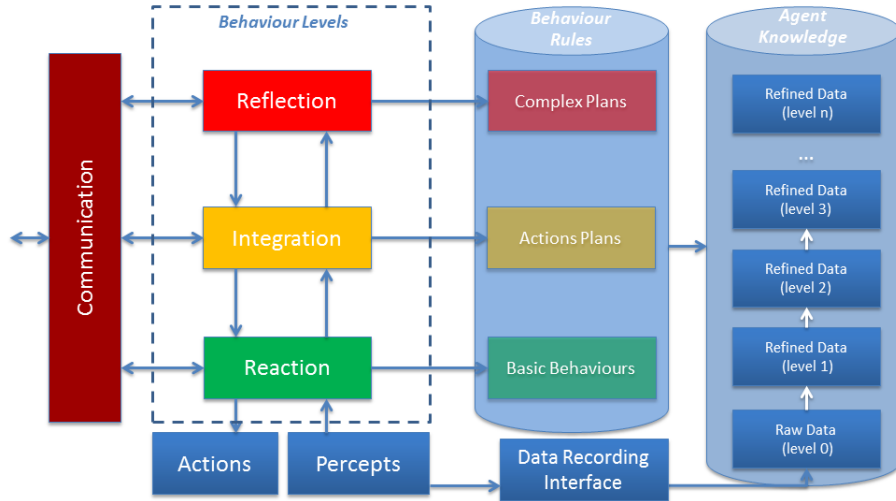 Behaviour Levels
Behaviour
Rules
Agent
Knowledge
Communication
Reflection
Integration
Reaction
Actions
Percepts
Complex Plans
Actions Plans
Basic Behaviours
Data Recording
Interface
Refined Data
(level n)
...
Refined Data
(level 3)
Refined Data
(level 2)
Refined Data
(level 1)
Raw Data
(level 0)